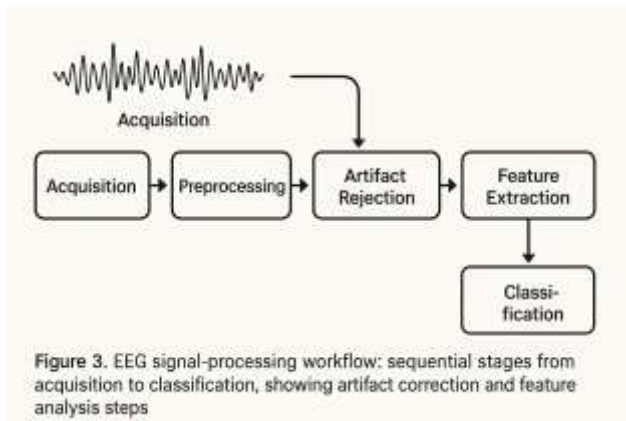 Acquisition
Acquisition
Preprocessing
Artifact
Rejection
Feature
Extraction
Classi-
fication
Figure 3. EEG signal-processing workflow: sequential stages from
acquisition to classification, showing artifact correction and feature
analysis steps